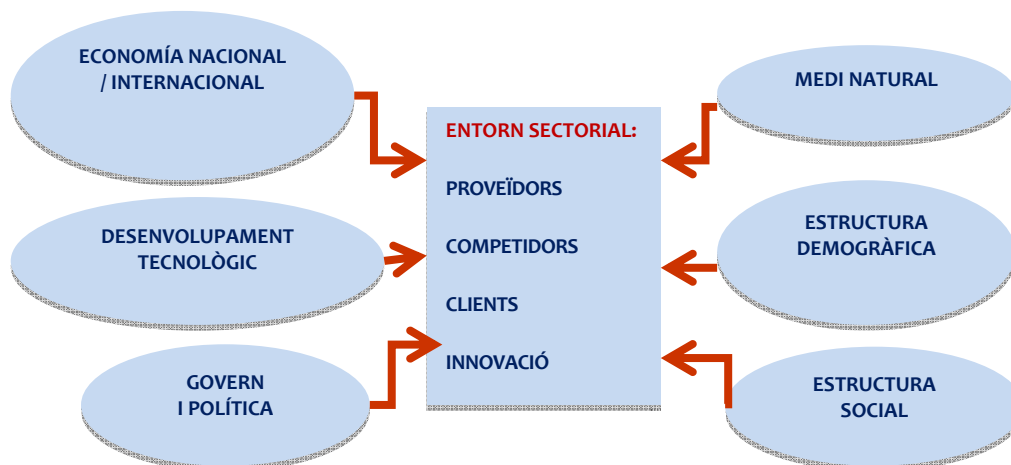 ECONOMÍA NACIONAL
/ INTERNACIONAL
MEDI NATURAL
ENTORN SECTORIAL:
PROVEÏDORS
COMPETIDORS
CLIENTS
INNOVACIÓ
DESENVOLUPAMENT
TECNOLÒGIC
ESTRUCTURA
DEMOGRÀFICA
GOVERN
I POLÍTICA
ESTRUCTURA
SOCIAL